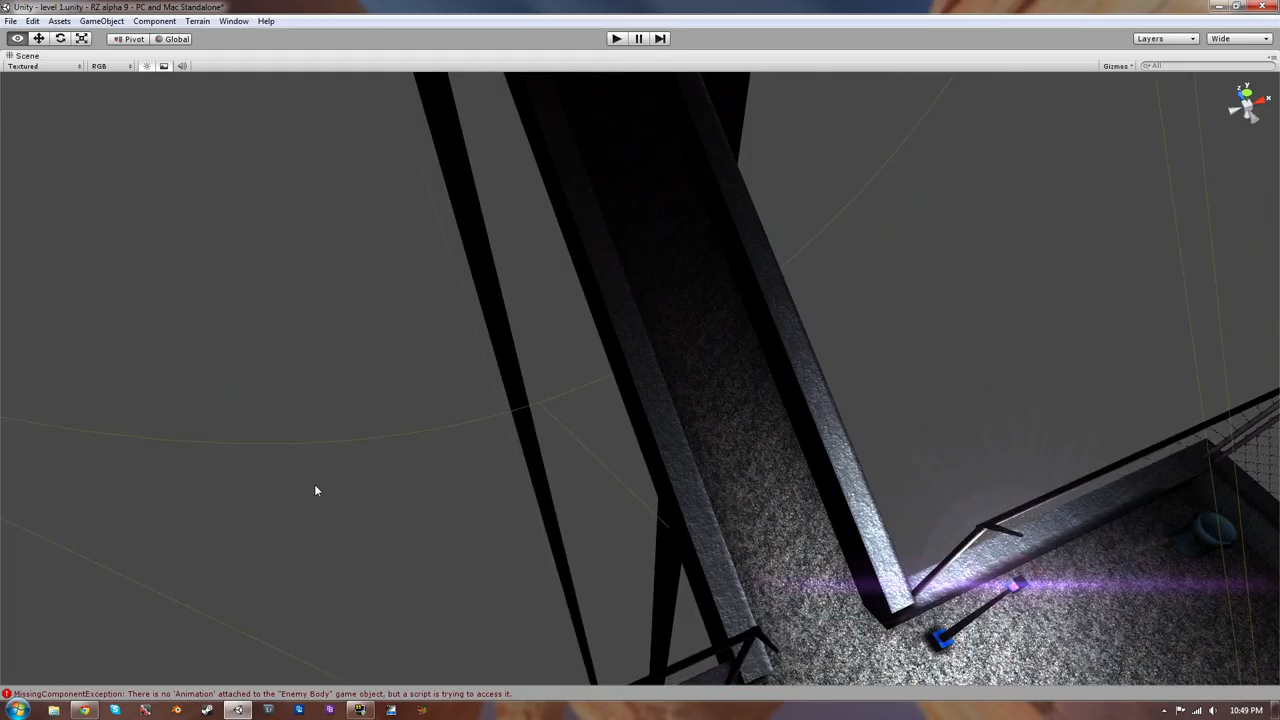 Unity - level 1.unity - RZ alpha 9 - PC and Mac Standalone*
File Edit Assets GameObject Component Terrain Window Help
Pivot Global Layers Wide
Scene
Textured RGB Gizmos All
y
z x
MissingComponentException: There is no 'Animation' attached to the "Enemy Body" game object, but a script is trying to access it.
10:49 PM